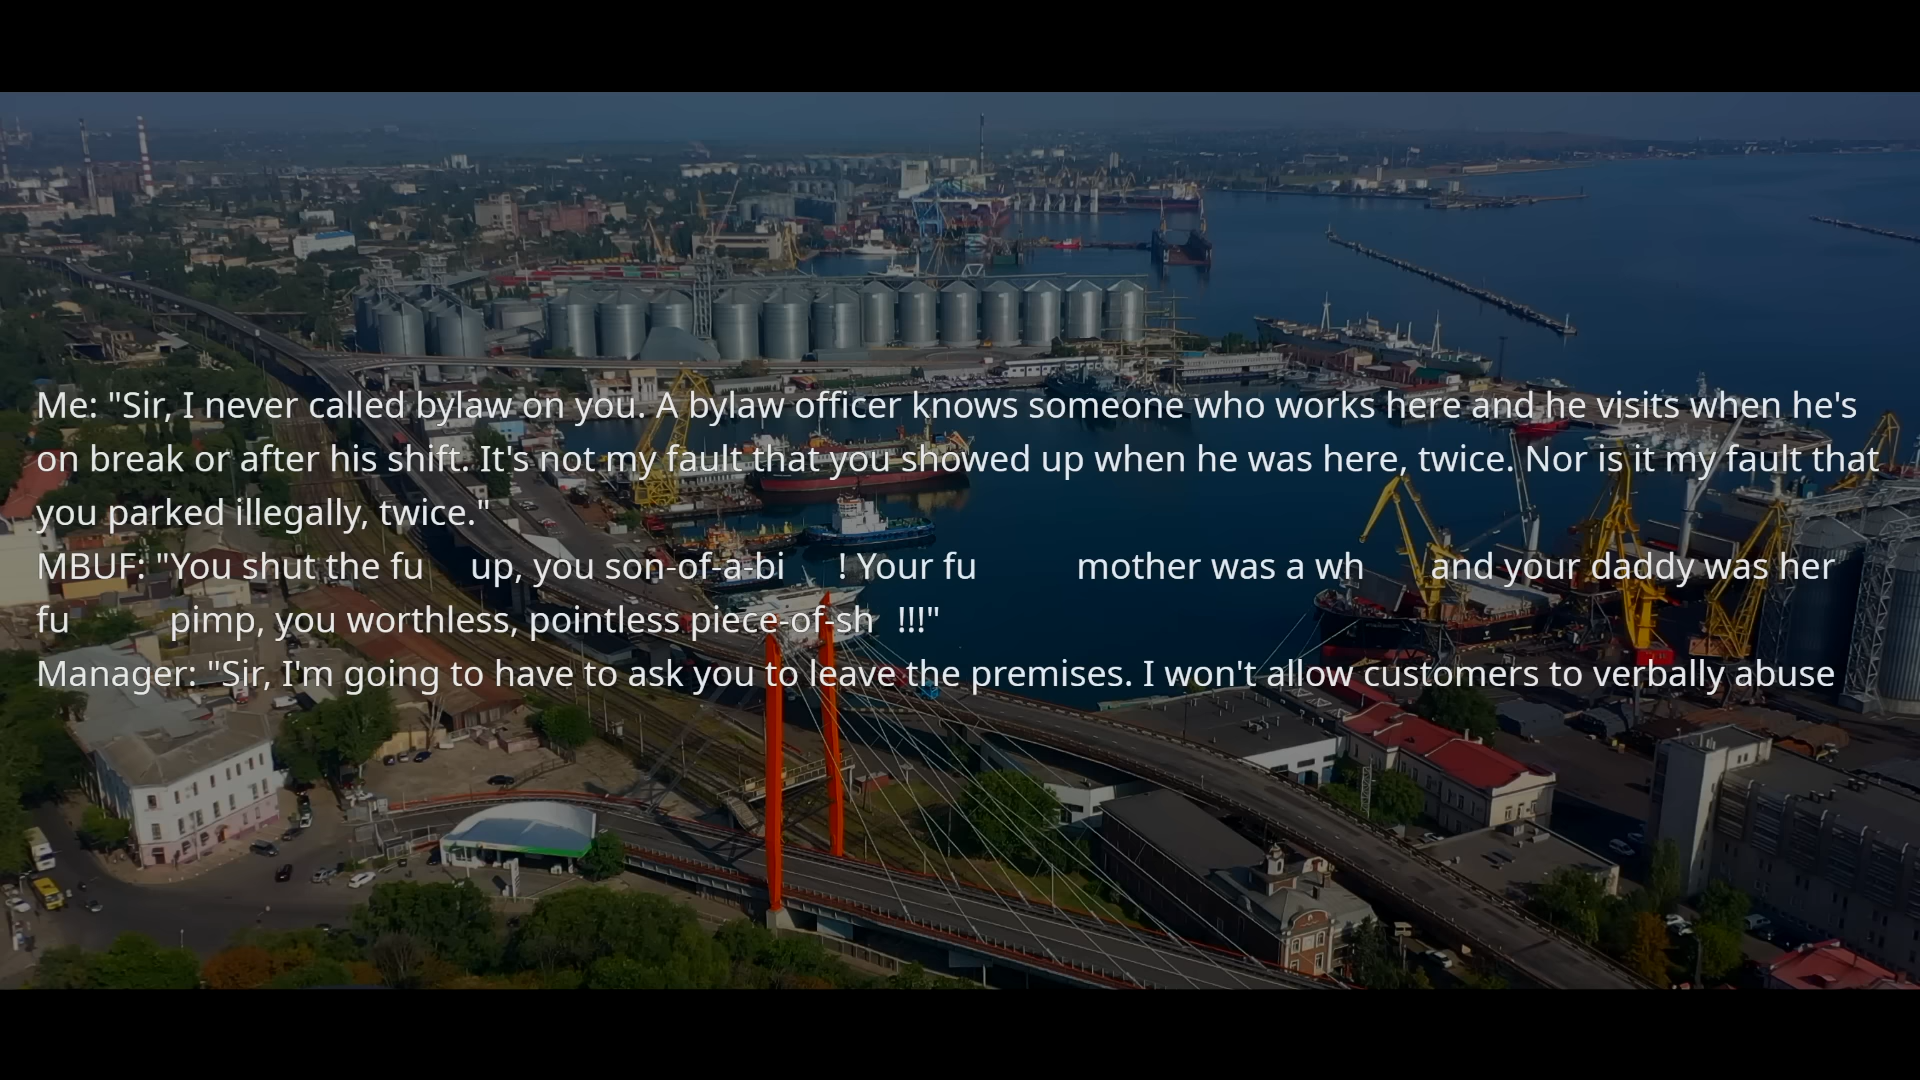 Me: "Sir, I never called bylaw on you. A bylaw officer knows someone who works here and he visits when he's
on break or after his shift. It's not my fault that you showed up when he was here, twice. Nor is it my fault that
you parked illegally, twice."
MBUF: "You shut the fu up, you son-of-a-bi ! Your fu mother was a wh and your daddy was her
fu pimp, you worthless, pointless piece-of-sh !!!"
Manager: "Sir, I'm going to have to ask you to leave the premises. I won't allow customers to verbally abuse